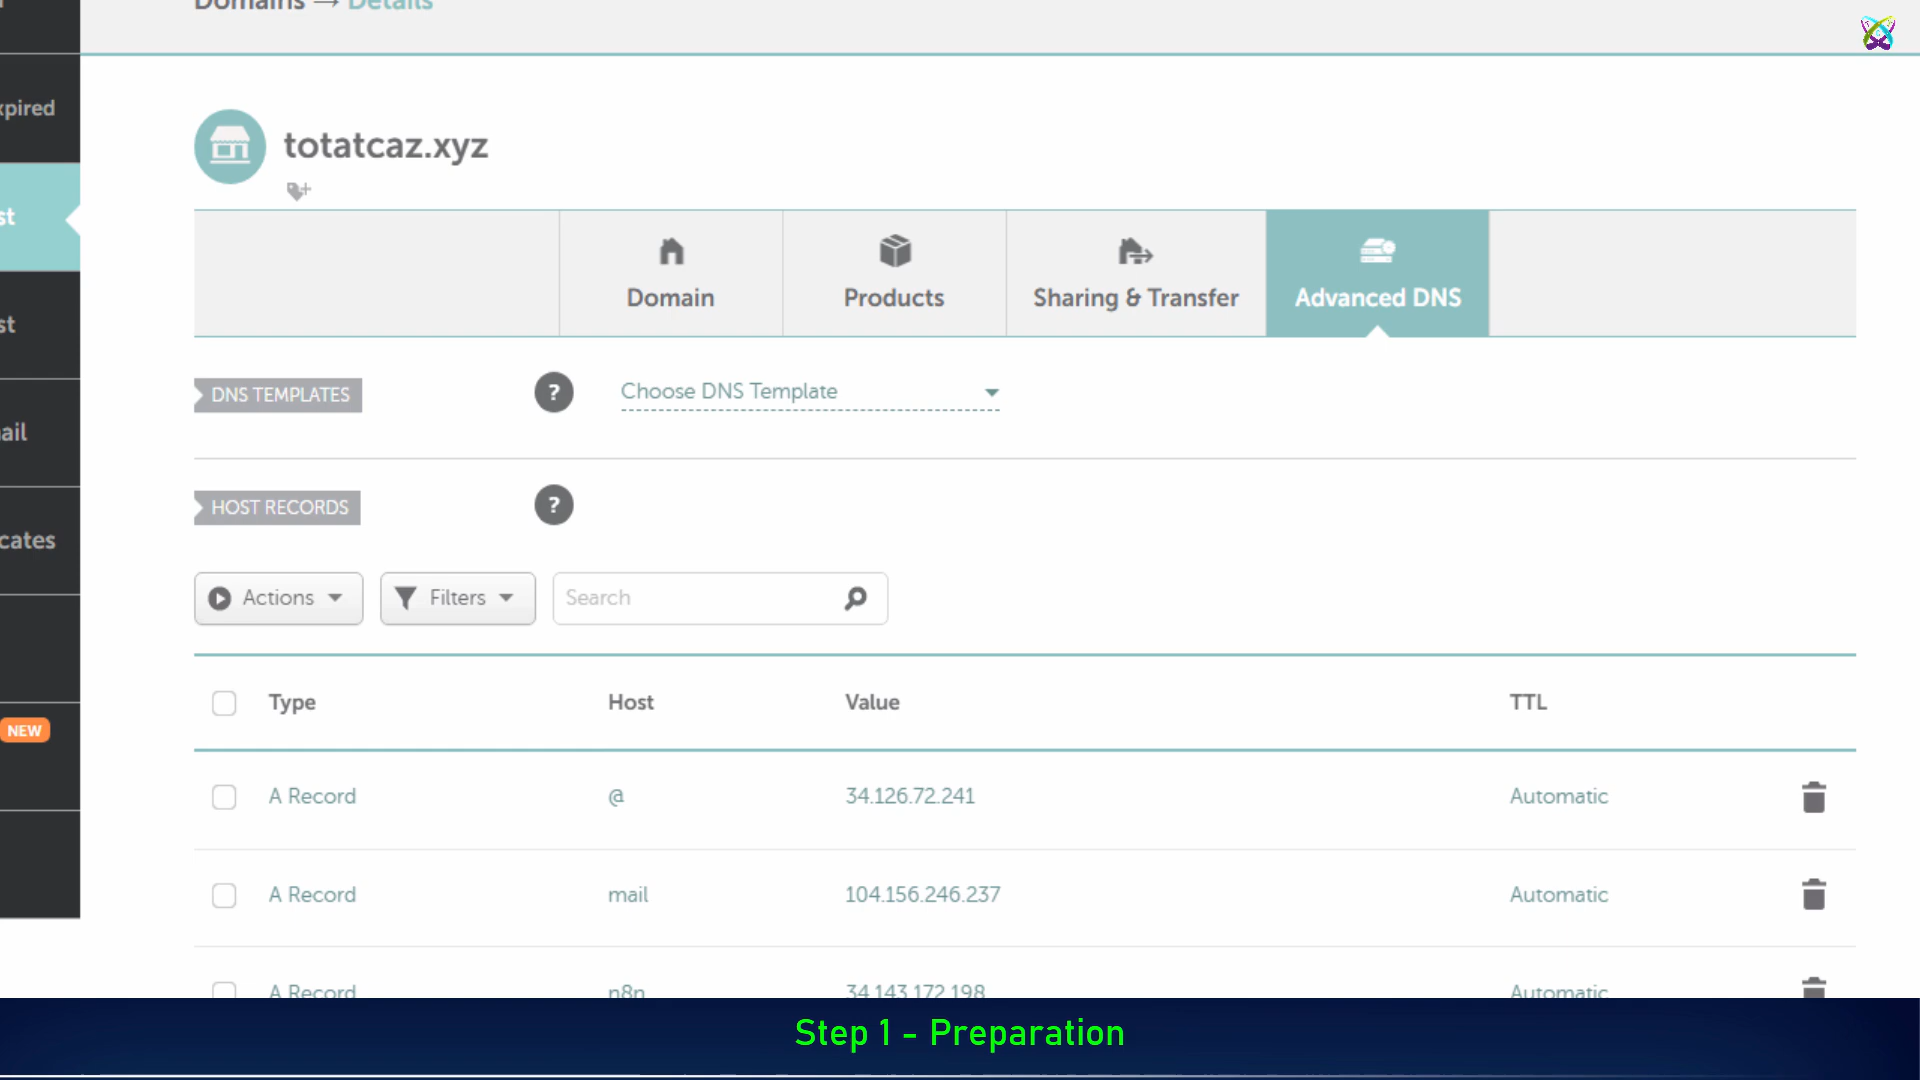 Domains → Details
xpired
totatcaz.xyz
st
Domain
Products
Sharing & Transfer
Advanced DNS
st
DNS TEMPLATES
?
Choose DNS Template
ail
HOST RECORDS
?
cates
Actions
Filters
Search
Type Host Value TTL
NEW
A Record @ 34.126.72.241 Automatic
A Record mail 104.156.246.237 Automatic
A Record n8n 34.143.172.198 Automatic
Step 1 - Preparation